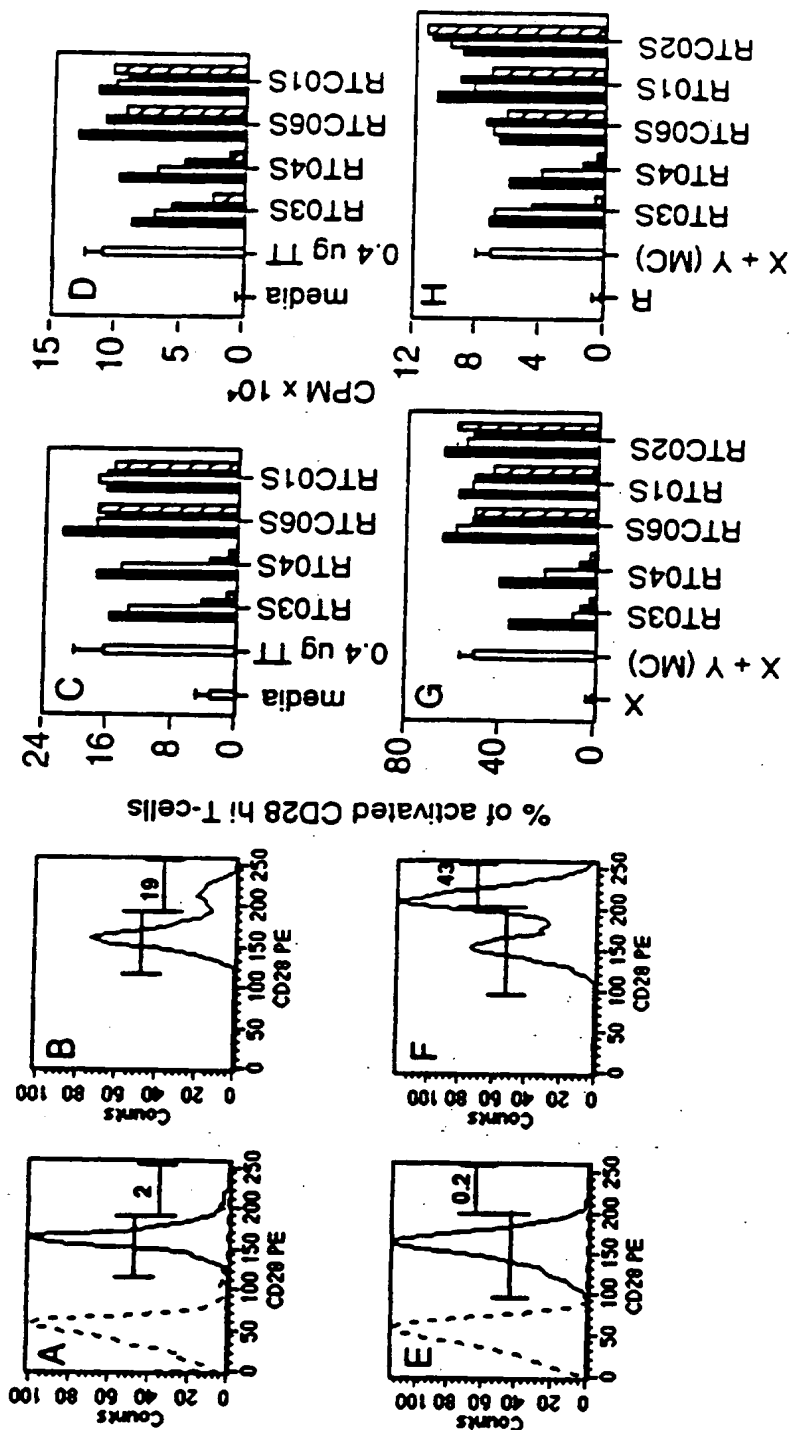 A
Counts
100
80
60
40
20
0
2
0 50 100 150 200 250
CD28 PE
B
Counts
100
80
60
40
20
0
19
0 50 100 150 200 250
CD28 PE
% of activated CD28 hi T-cells
C
24
16
8
0
media
0.4 ug TT
RT03S
RT04S
RTC06S
RTC01S
CPM x 10⁴
D
15
10
5
0
media
0.4 ug TT
RT03S
RT04S
RTC06S
RTC01S
E
Counts
100
80
60
40
20
0
0.2
0 50 100 150 200 250
CD28 PE
F
Counts
100
80
60
40
20
0
43
0 50 100 150 200 250
CD28 PE
G
80
40
0
X
X + Y (MC)
RT03S
RT04S
RTC06S
RT01S
RTC02S
H
12
8
4
0
R
X + Y (MC)
RT03S
RT04S
RTC06S
RT01S
RTC02S